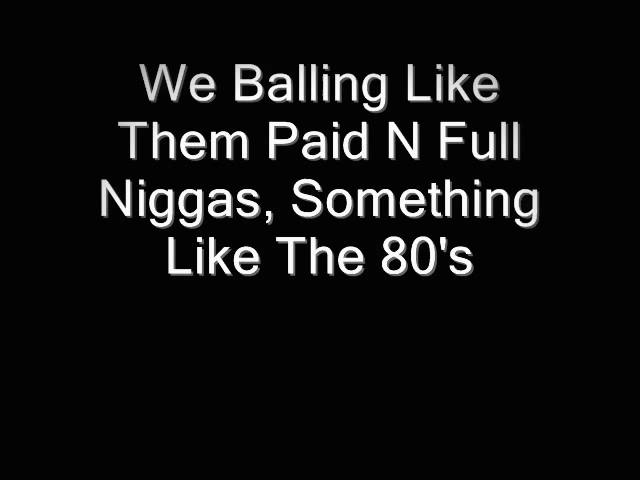 We Balling Like
Them Paid N Full
Niggas, Something
Like The 80's